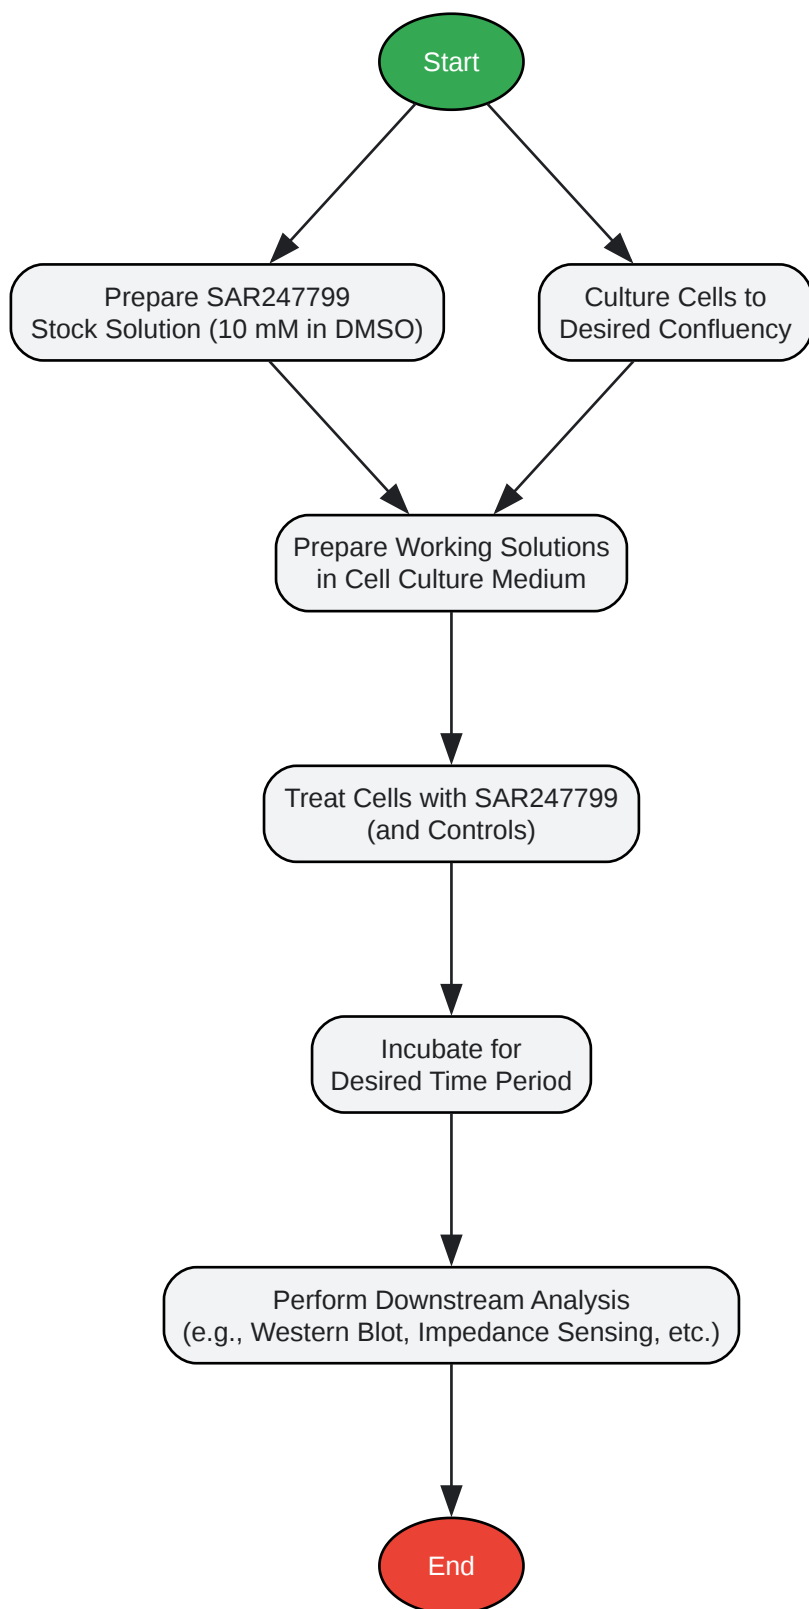 Start
Prepare SAR247799
Stock Solution (10 mM in DMSO)
Culture Cells to
Desired Confluency
Prepare Working Solutions
in Cell Culture Medium
Treat Cells with SAR247799
(and Controls)
Incubate for
Desired Time Period
Perform Downstream Analysis
(e.g., Western Blot, Impedance Sensing, etc.)
End